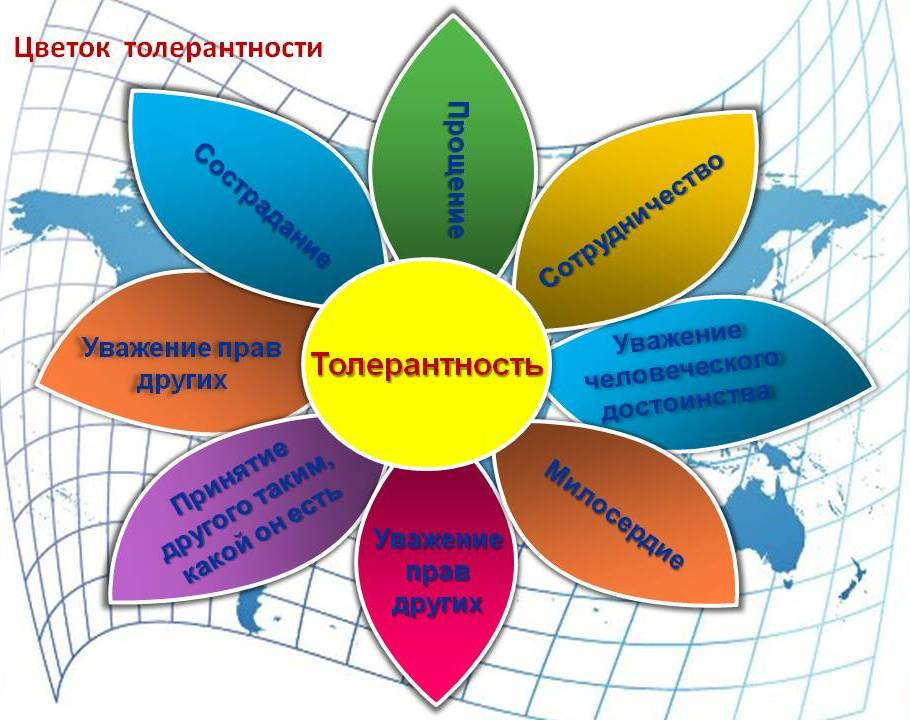 Цветок толерантности
Прощение
Сотрудничество
Уважение
человеческого
достоинства
Милосердие
Уважение
прав
других
Принятие
другого таким,
какой он есть
Уважение прав
других
Сострадание
Толерантность